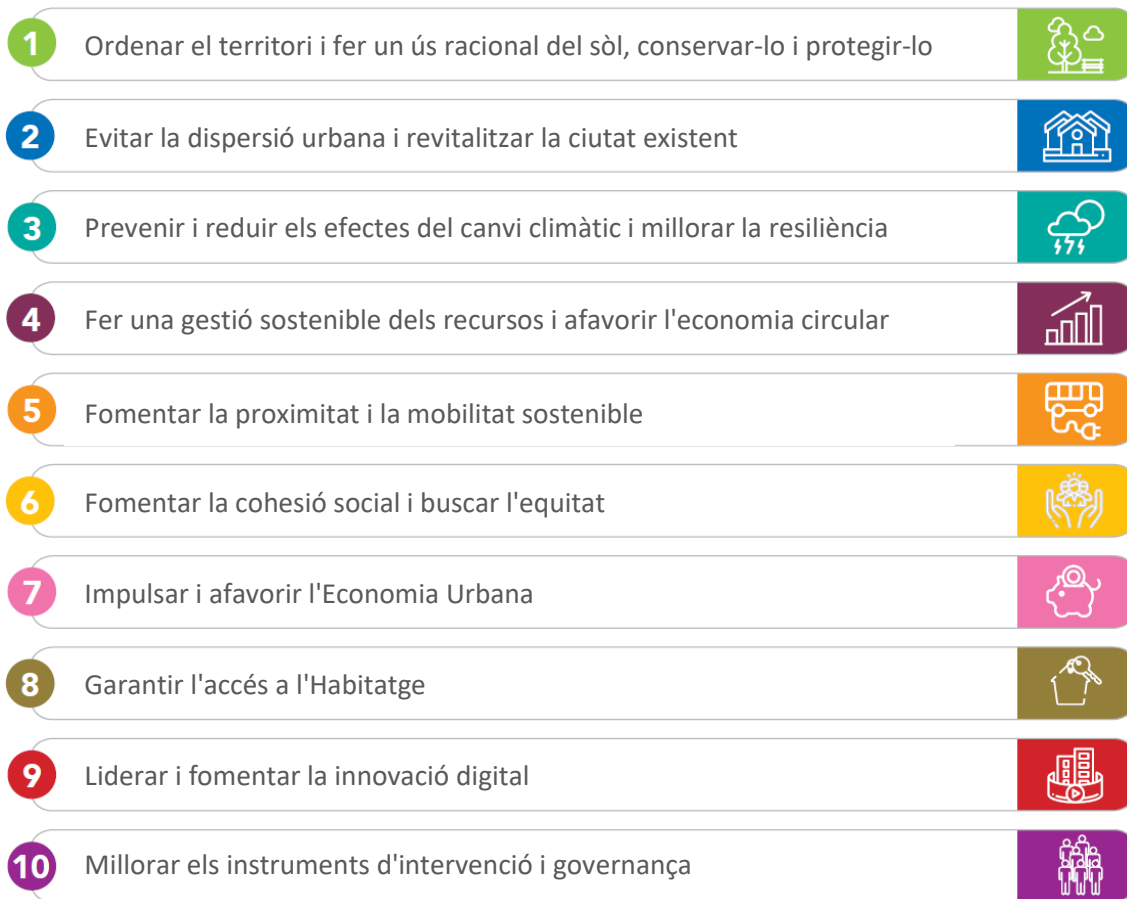 1 Ordenar el territori i fer un ús racional del sòl, conservar-lo i protegir-lo
2 Evitar la dispersió urbana i revitalitzar la ciutat existent
3 Prevenir i reduir els efectes del canvi climàtic i millorar la resiliència
4 Fer una gestió sostenible dels recursos i afavorir l'economia circular
5 Fomentar la proximitat i la mobilitat sostenible
6 Fomentar la cohesió social i buscar l'equitat
7 Impulsar i afavorir l'Economia Urbana
8 Garantir l'accés a l'Habitatge
9 Liderar i fomentar la innovació digital
10 Millorar els instruments d'intervenció i governança